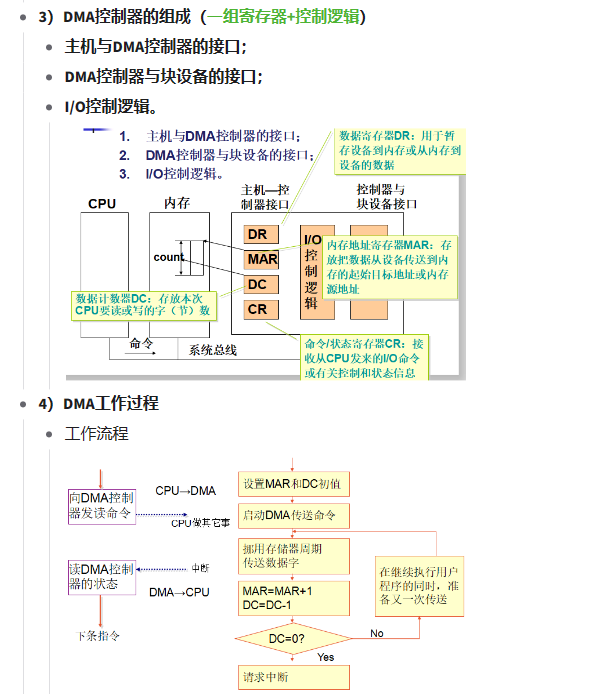 3）DMA控制器的组成（一组寄存器+控制逻辑）
主机与DMA控制器的接口；
DMA控制器与块设备的接口；
I/O控制逻辑。
1. 主机与DMA控制器的接口；
2. DMA控制器与块设备的接口；
3. I/O控制逻辑。
数据寄存器DR：用于暂
存设备到内存或从内存到
设备的数据
CPU
内存
主机—控
制器接口
控制器与
块设备接口
DR
MAR
DC
CR
count
I/O
控
制
逻
辑
内存地址寄存器MAR：存
放把数据从设备传送到内
存的起始目标地址或内存
源地址
数据计数器DC：存放本次
CPU要读或写的字（节）数
命令/状态寄存器CR：接
收从CPU发来的I/O命令
或有关控制和状态信息
命令
系统总线
4）DMA工作过程
工作流程
向DMA控制
器发读命令
CPU→DMA
CPU做其它事
读DMA控制
器的状态
中断
DMA→CPU
下条指令
设置MAR和DC初值
启动DMA传送命令
挪用存储器周期
传送数据字
MAR=MAR+1
DC=DC-1
DC=0?
No
Yes
请求中断
在继续执行用户
程序的同时，准
备又一次传送